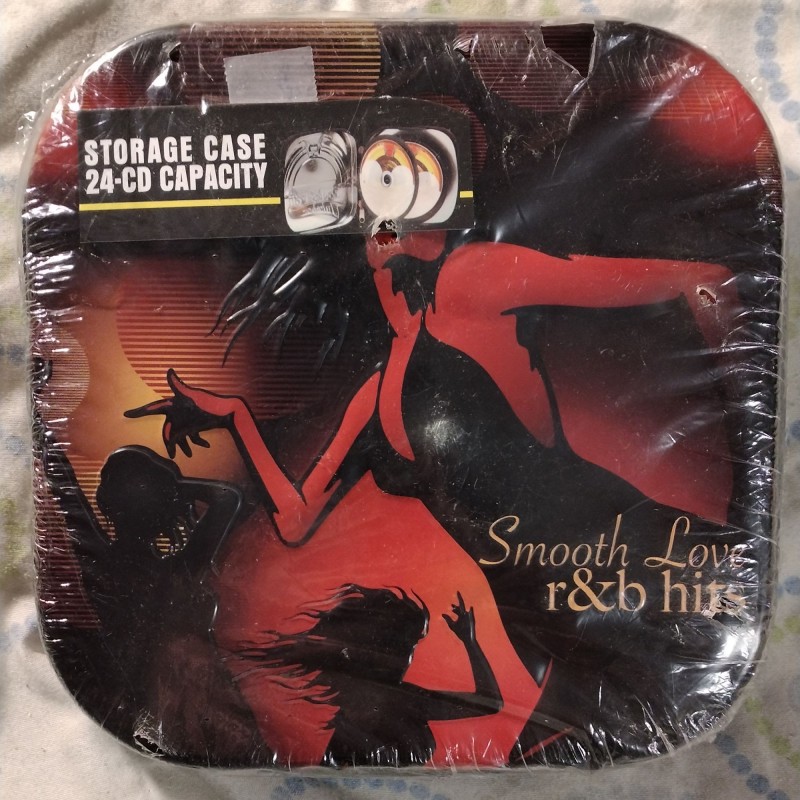 STORAGE CASE
24-CD CAPACITY
Smooth Love
r&b hits